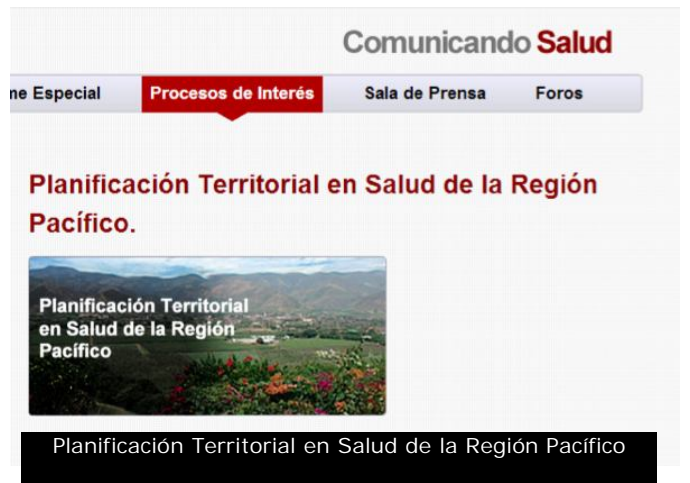 Comunicando Salud
me Especial Procesos de Interés Sala de Prensa Foros
Planificación Territorial en Salud de la Región
Pacífico.
Planificación Territorial
en Salud de la Región
Pacífico
Planificación Territorial en Salud de la Región Pacífico